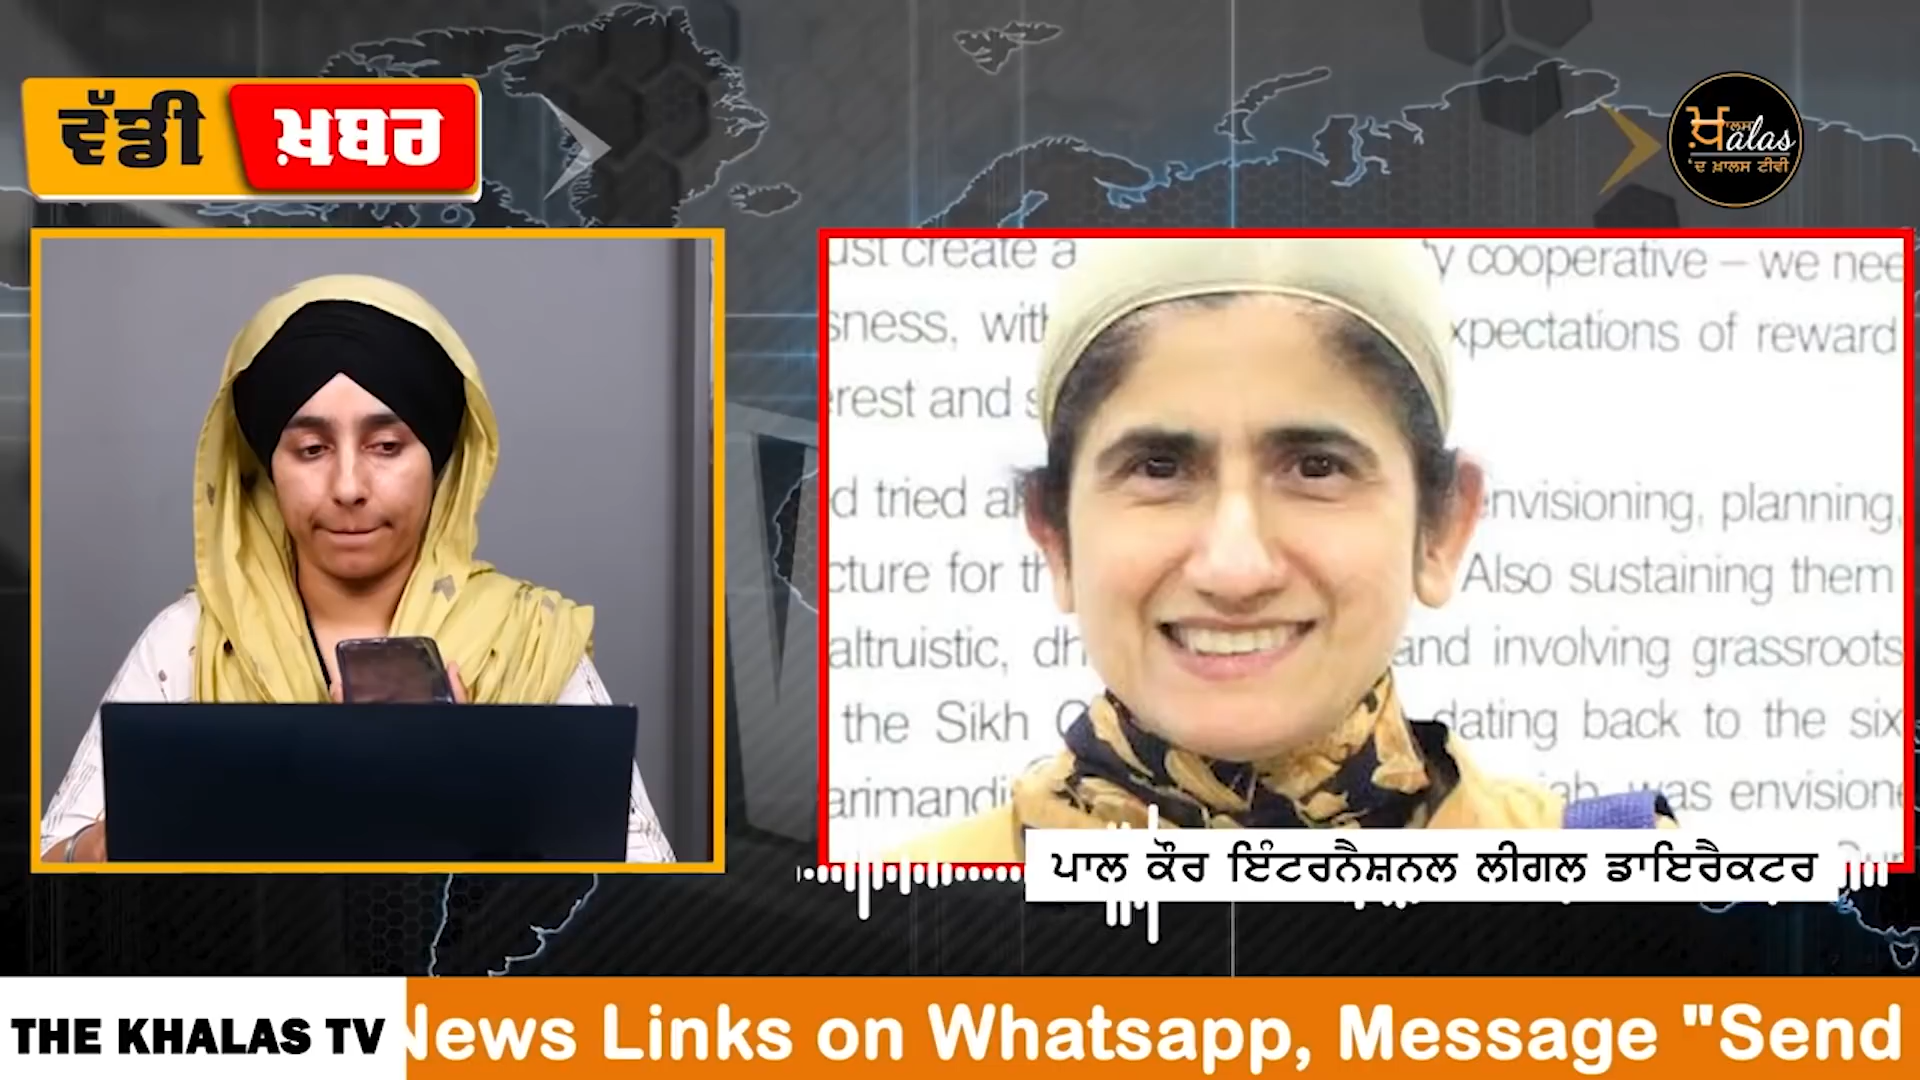 ਵੱਡੀ ਖ਼ਬਰ
ਖ਼ਾਲਸ
alas
'ਦ ਖ਼ਾਲਸ ਟੀਵੀ
ust create a y cooperative – we nee
sness, with xpectations of reward
rest and s
d tried al envisioning, planning,
cture for th Also sustaining them
altruistic, dh and involving grassroots
the Sikh dating back to the six
arimandi was envisione
ਪਾਲ ਕੌਰ ਇੰਟਰਨੈਸ਼ਨਲ ਲੀਗਲ ਡਾਇਰੈਕਟਰ
THE KHALAS TV News Links on Whatsapp, Message "Send